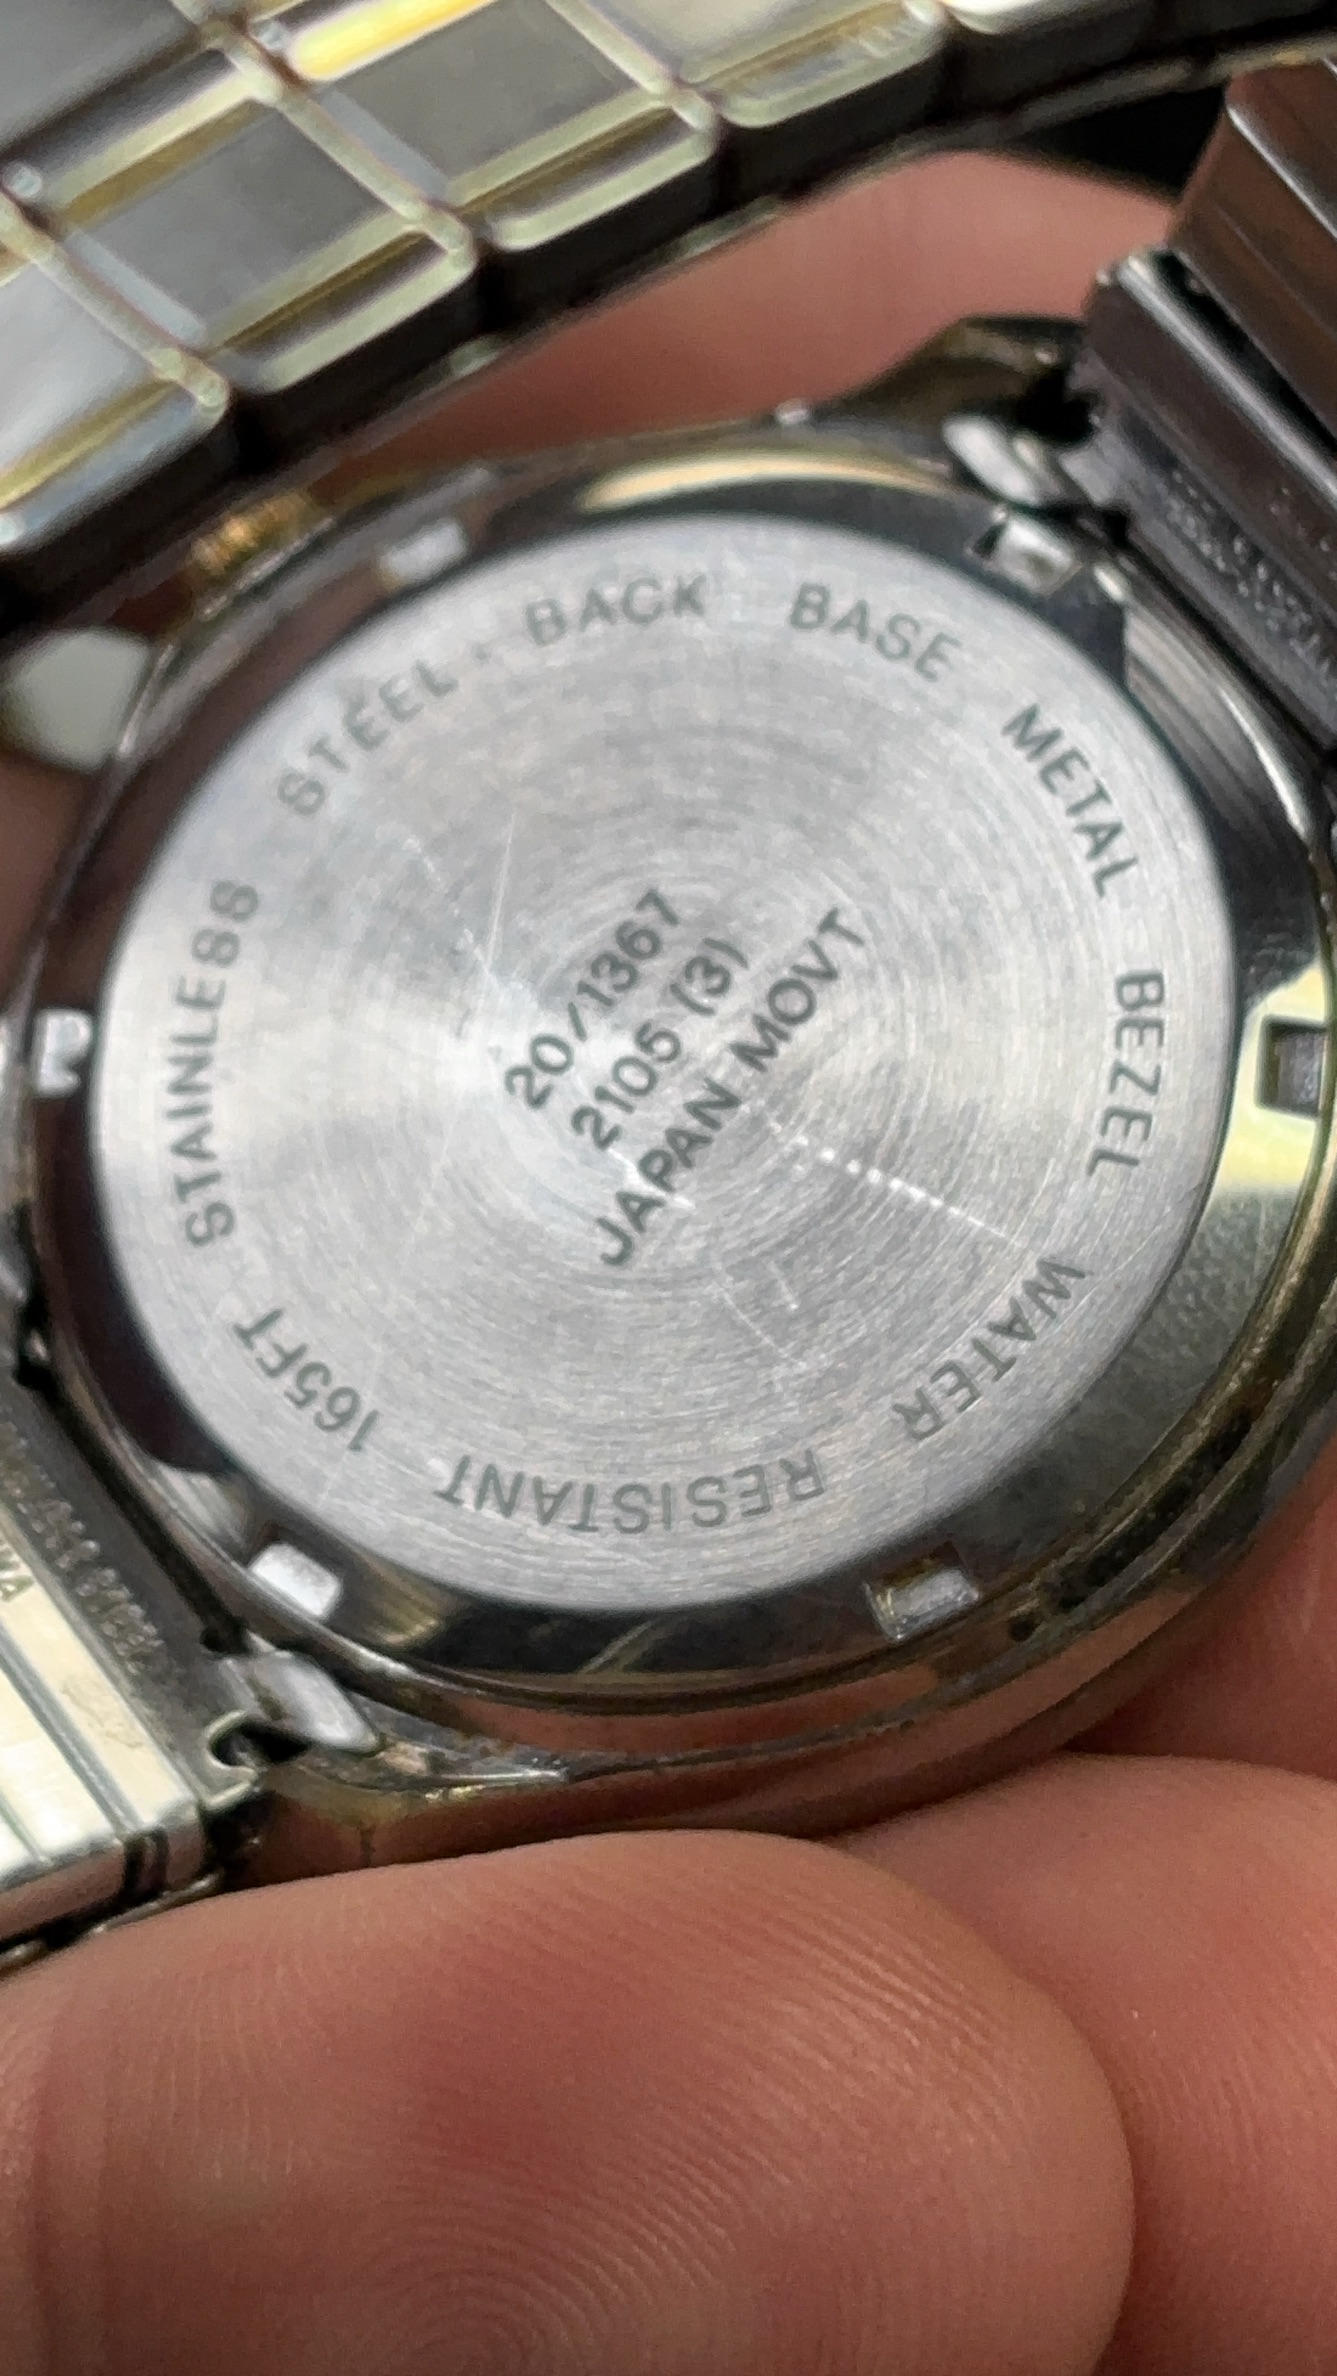 STAINLESS STEEL · BACK BASE METAL BEZEL WATER RESISTANT 165FT
20/1367
2105 (3)
JAPAN MOVT